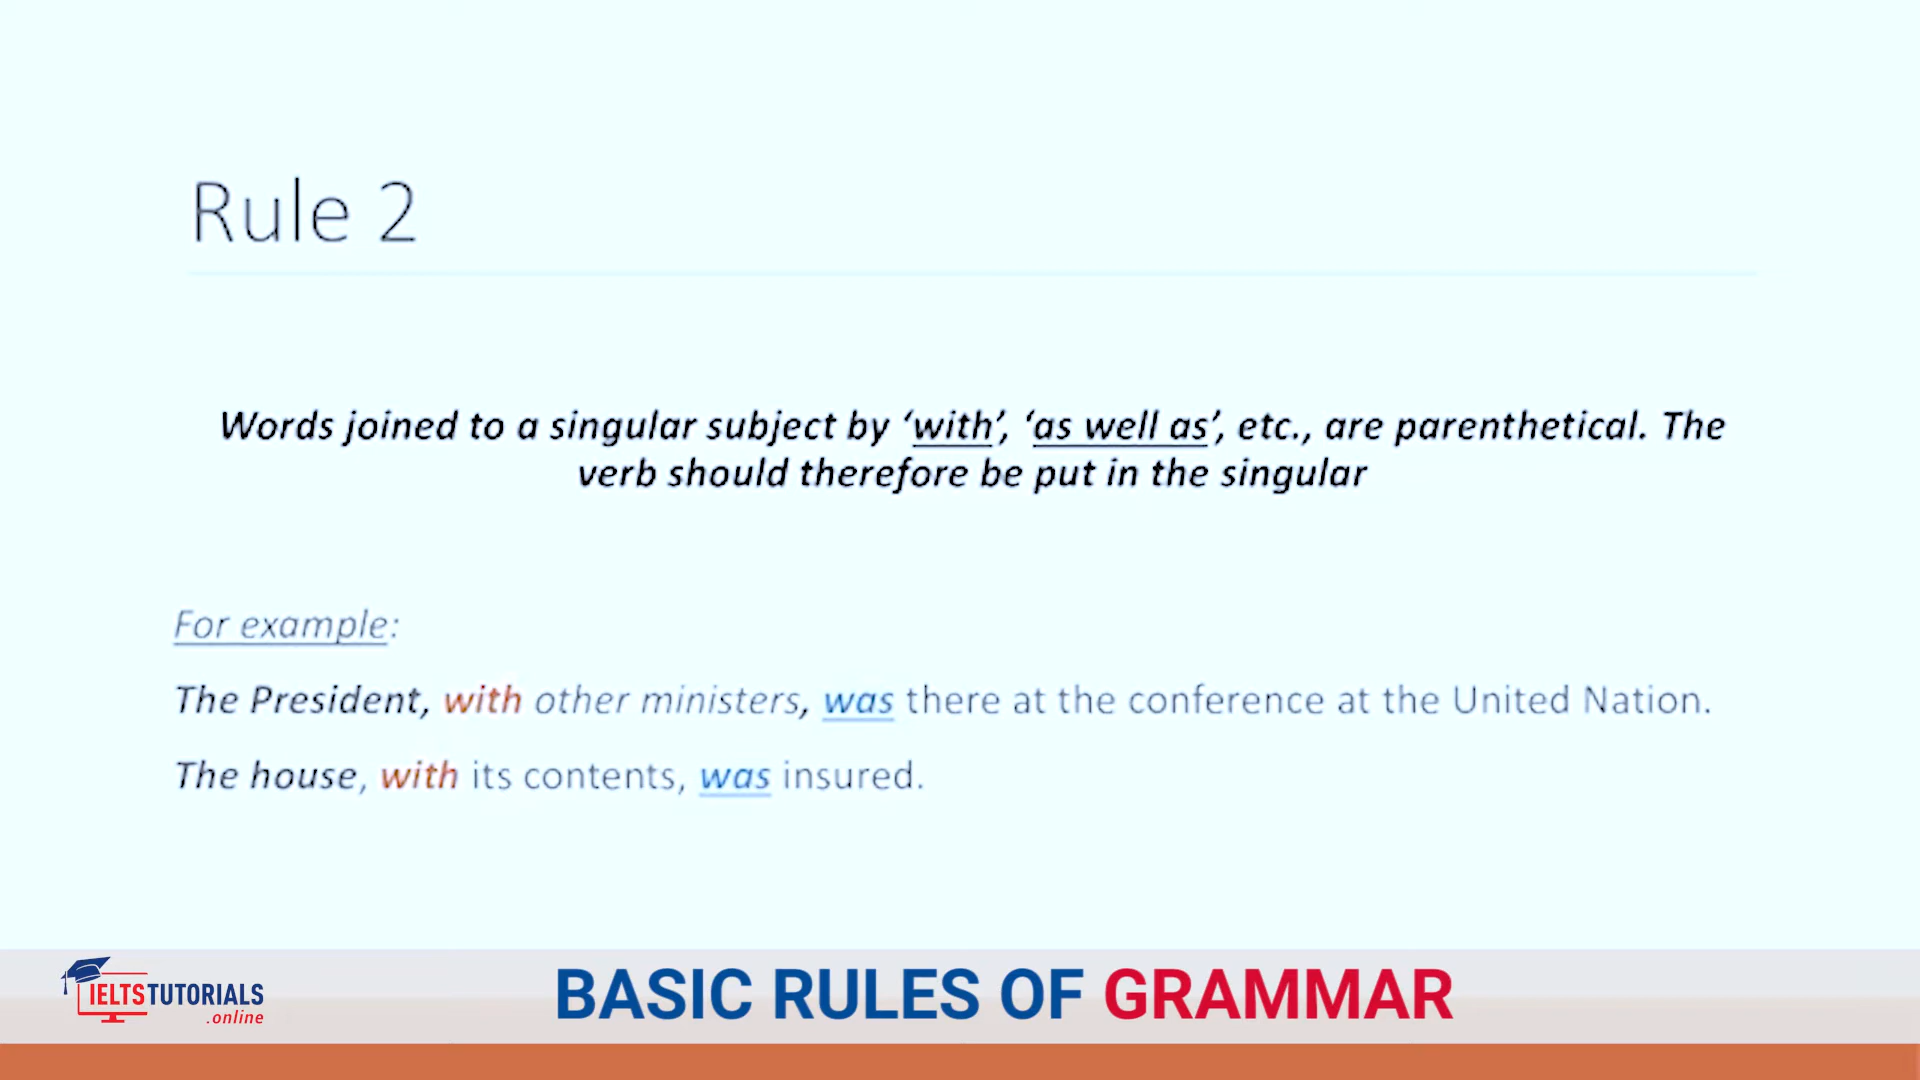 Rule 2
Words joined to a singular subject by ‘with’, ‘as well as’, etc., are parenthetical. The
verb should therefore be put in the singular
For example:
The President, with other ministers, was there at the conference at the United Nation.
The house, with its contents, was insured.
IELTSTUTORIALS
.online
BASIC RULES OF GRAMMAR